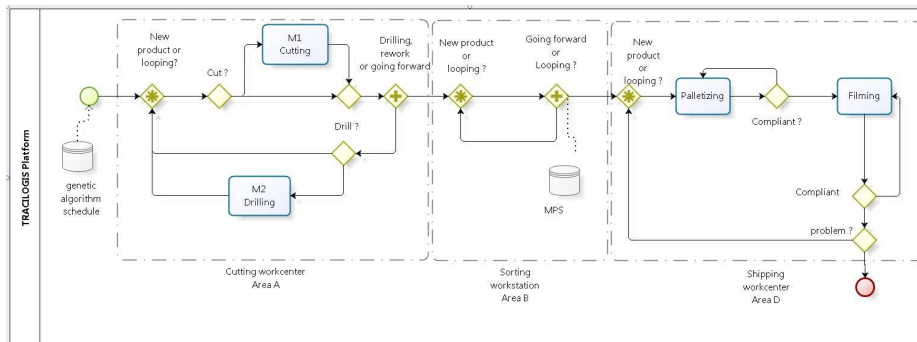 TRACILOGIS Platform
genetic
algorithm
schedule
New
product or
looping?
Cut ?
M1
Cutting
Drilling,
rework
or going forward
Drill ?
M2
Drilling
Cutting workcenter
Area A
New product or
looping ?
Going forward
or
Looping ?
MPS
Sorting
workstation
Area B
New
product
or
looping ?
Palletizing
Compliant ?
Filming
Compliant
problem ?
Shipping
workcenter
Area D